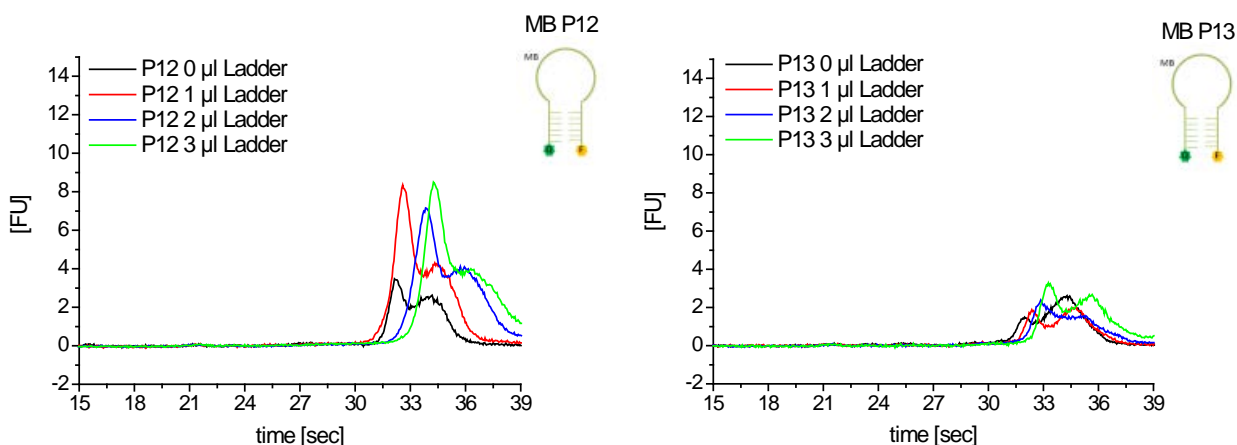 MB P12
MB
Q F
P12 0 µl Ladder
P12 1 µl Ladder
P12 2 µl Ladder
P12 3 µl Ladder
14
12
10
8
6
4
2
0
-2
[FU]
15 18 21 24 27 30 33 36 39
time [sec]
MB P13
MB
F
P13 0 µl Ladder
P13 1 µl Ladder
P13 2 µl Ladder
P13 3 µl Ladder
14
12
10
8
6
4
2
0
-2
[FU]
15 18 21 24 27 30 33 36 39
time [sec]